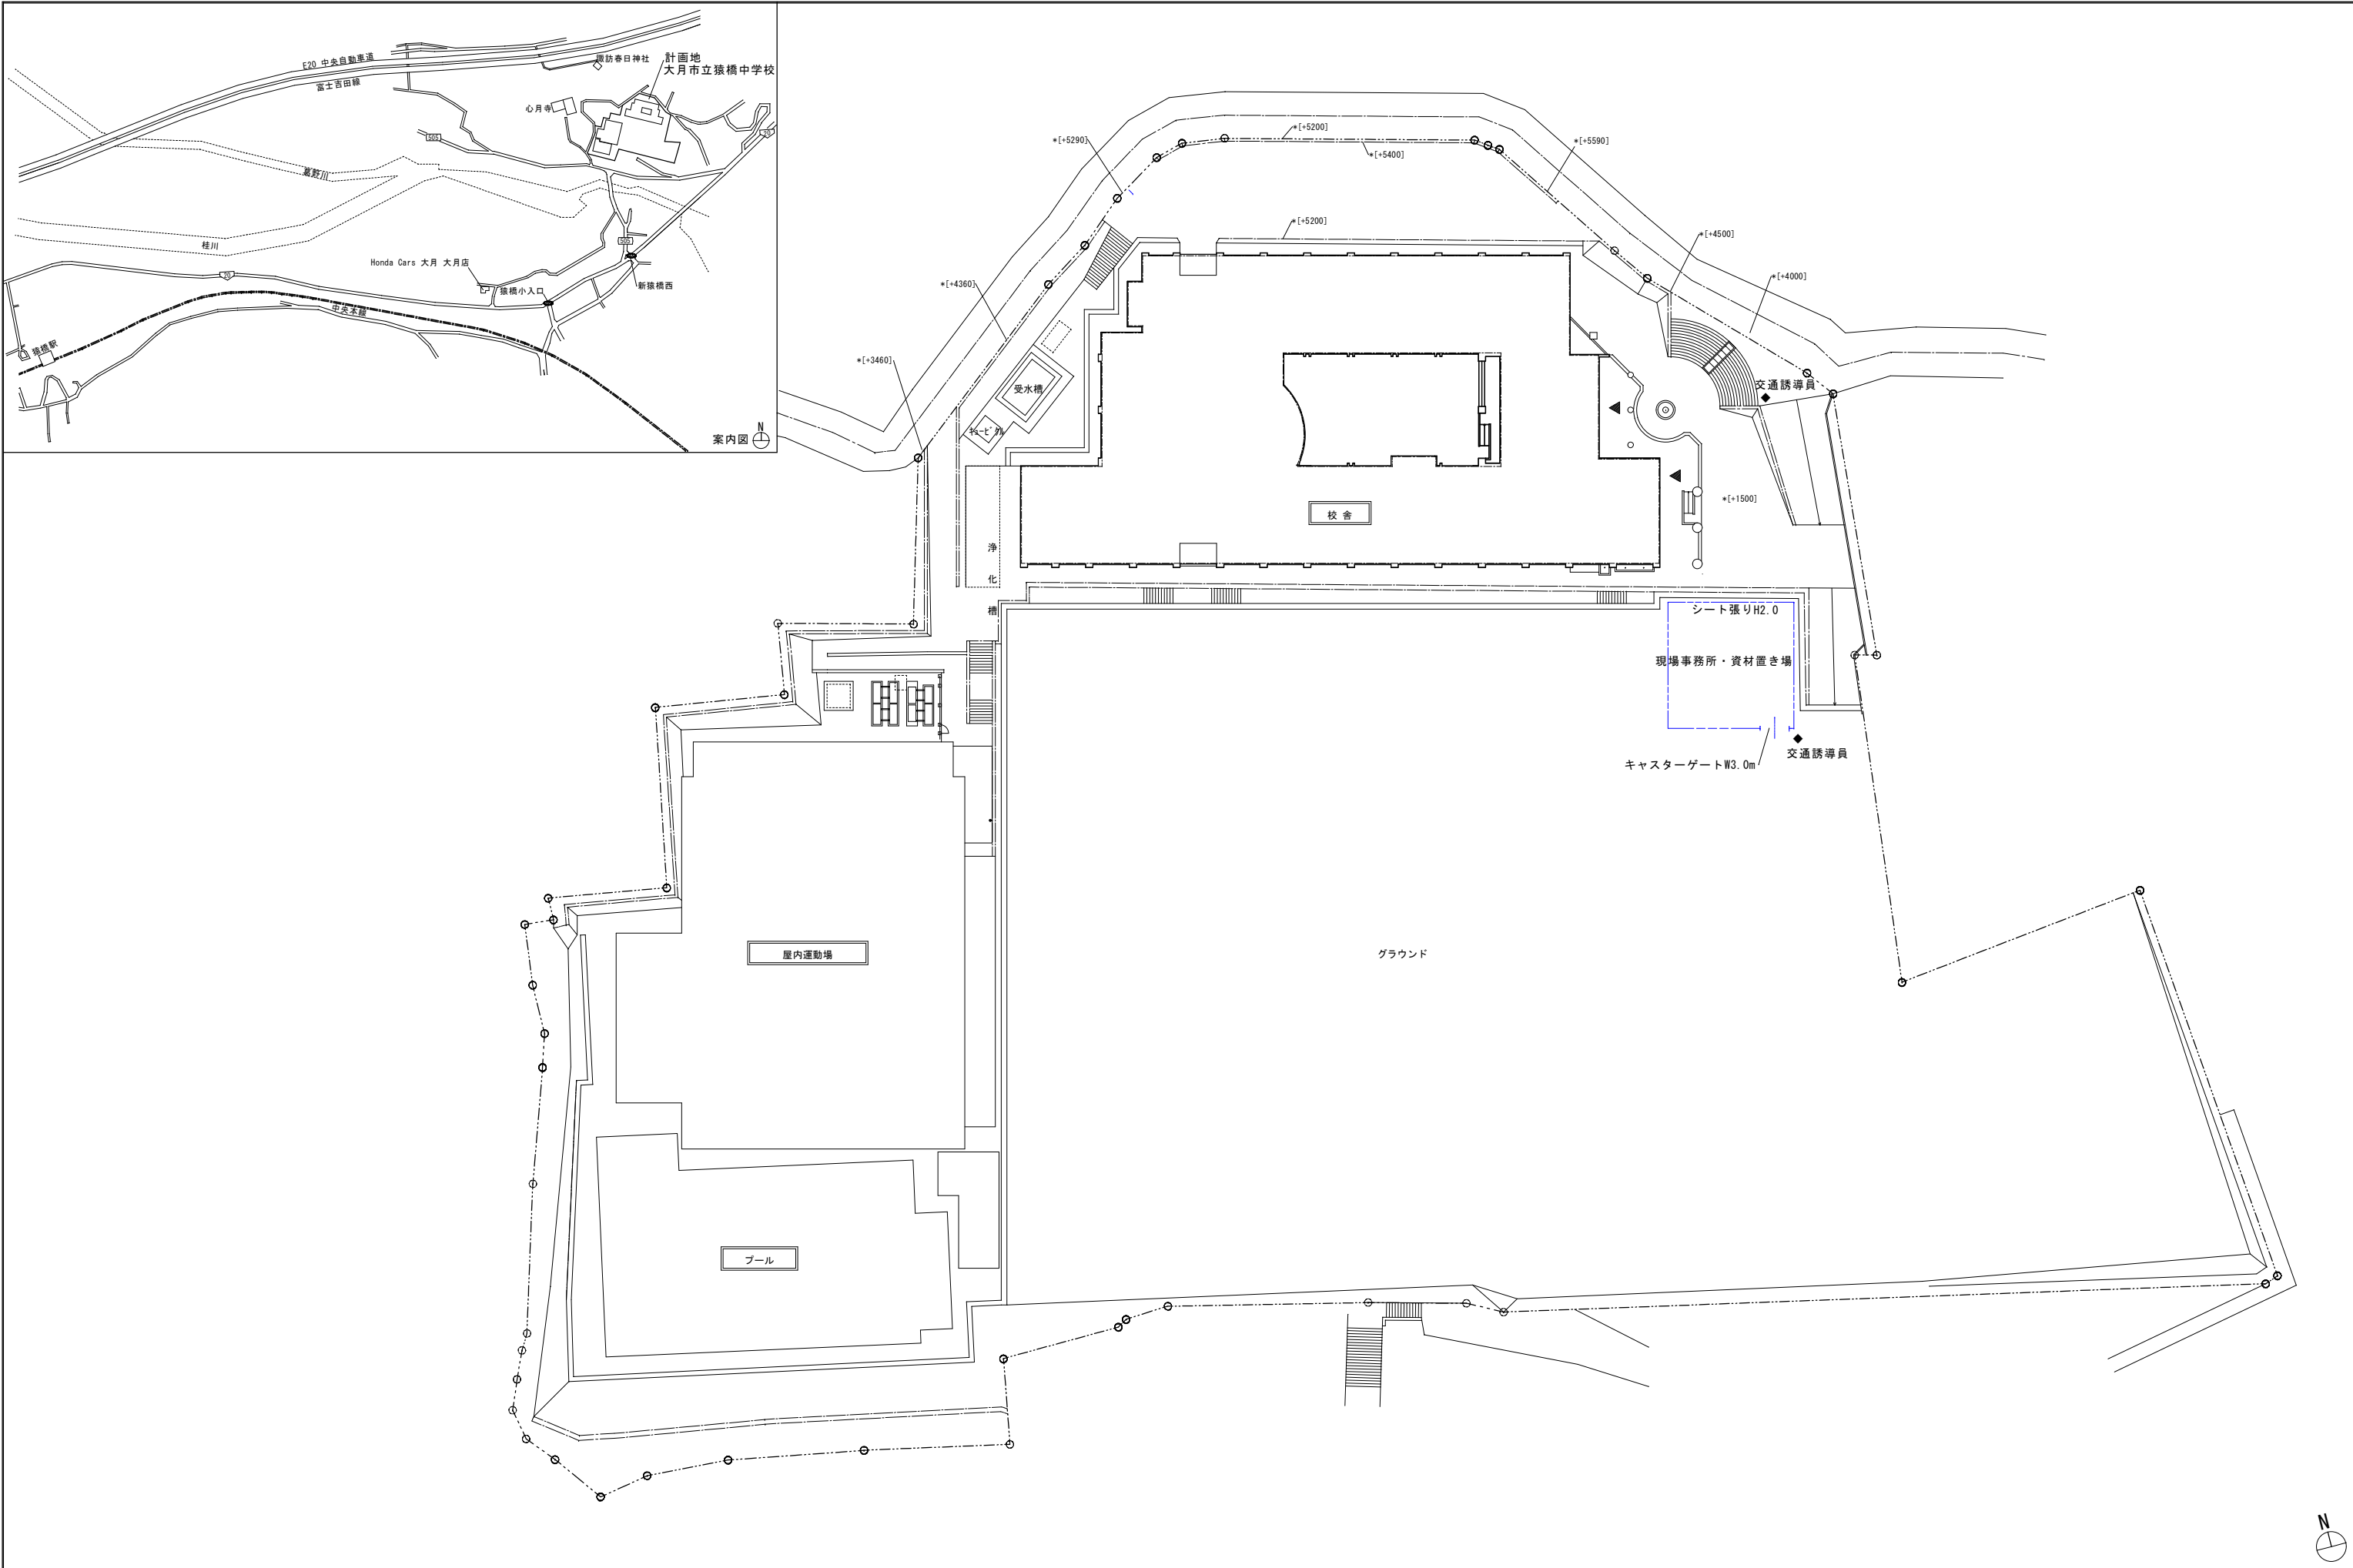 E20 中央自動車道
富士吉田線
諏訪春日神社
計画地
大月市立猿橋中学校
心月寺
505
20
葛野川
桂川
505
20
Honda Cars 大月 大月店
猿橋小入口
新猿橋西
中央本線
猿橋駅
案内図
N
*[+5290]
*[+5200]
*[+5400]
*[+5590]
*[+5200]
*[+4500]
*[+4360]
*[+4000]
*[+3460]
受水槽
キュービクル
交通誘導員
*[+1500]
校 舎
浄
化
槽
シート張りH2.0
現場事務所・資材置き場
交通誘導員
キャスターゲートW3.0m
屋内運動場
グラウンド
プール
N